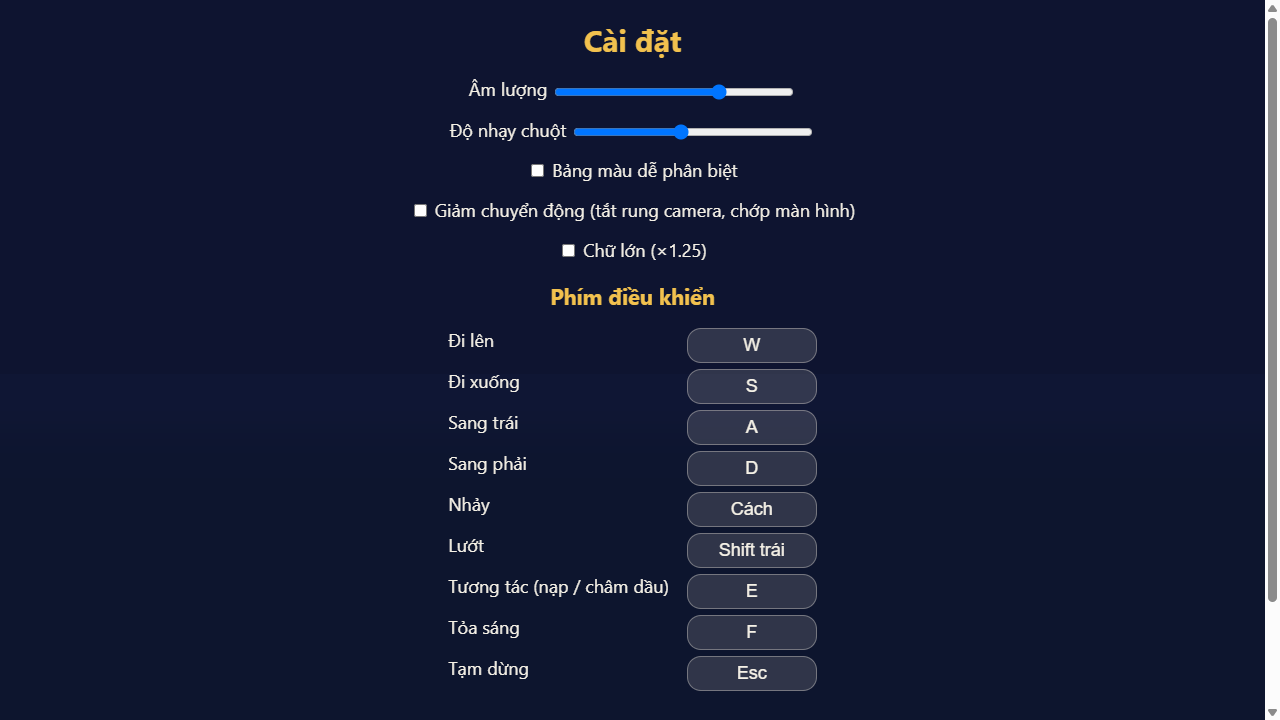 Cài đặt
Âm lượng
Độ nhạy chuột
Bảng màu dễ phân biệt
Giảm chuyển động (tắt rung camera, chớp màn hình)
Chữ lớn (×1.25)
Phím điều khiển
Đi lên W
Đi xuống S
Sang trái A
Sang phải D
Nhảy Cách
Lướt Shift trái
Tương tác (nạp / châm dầu) E
Tỏa sáng F
Tạm dừng Esc